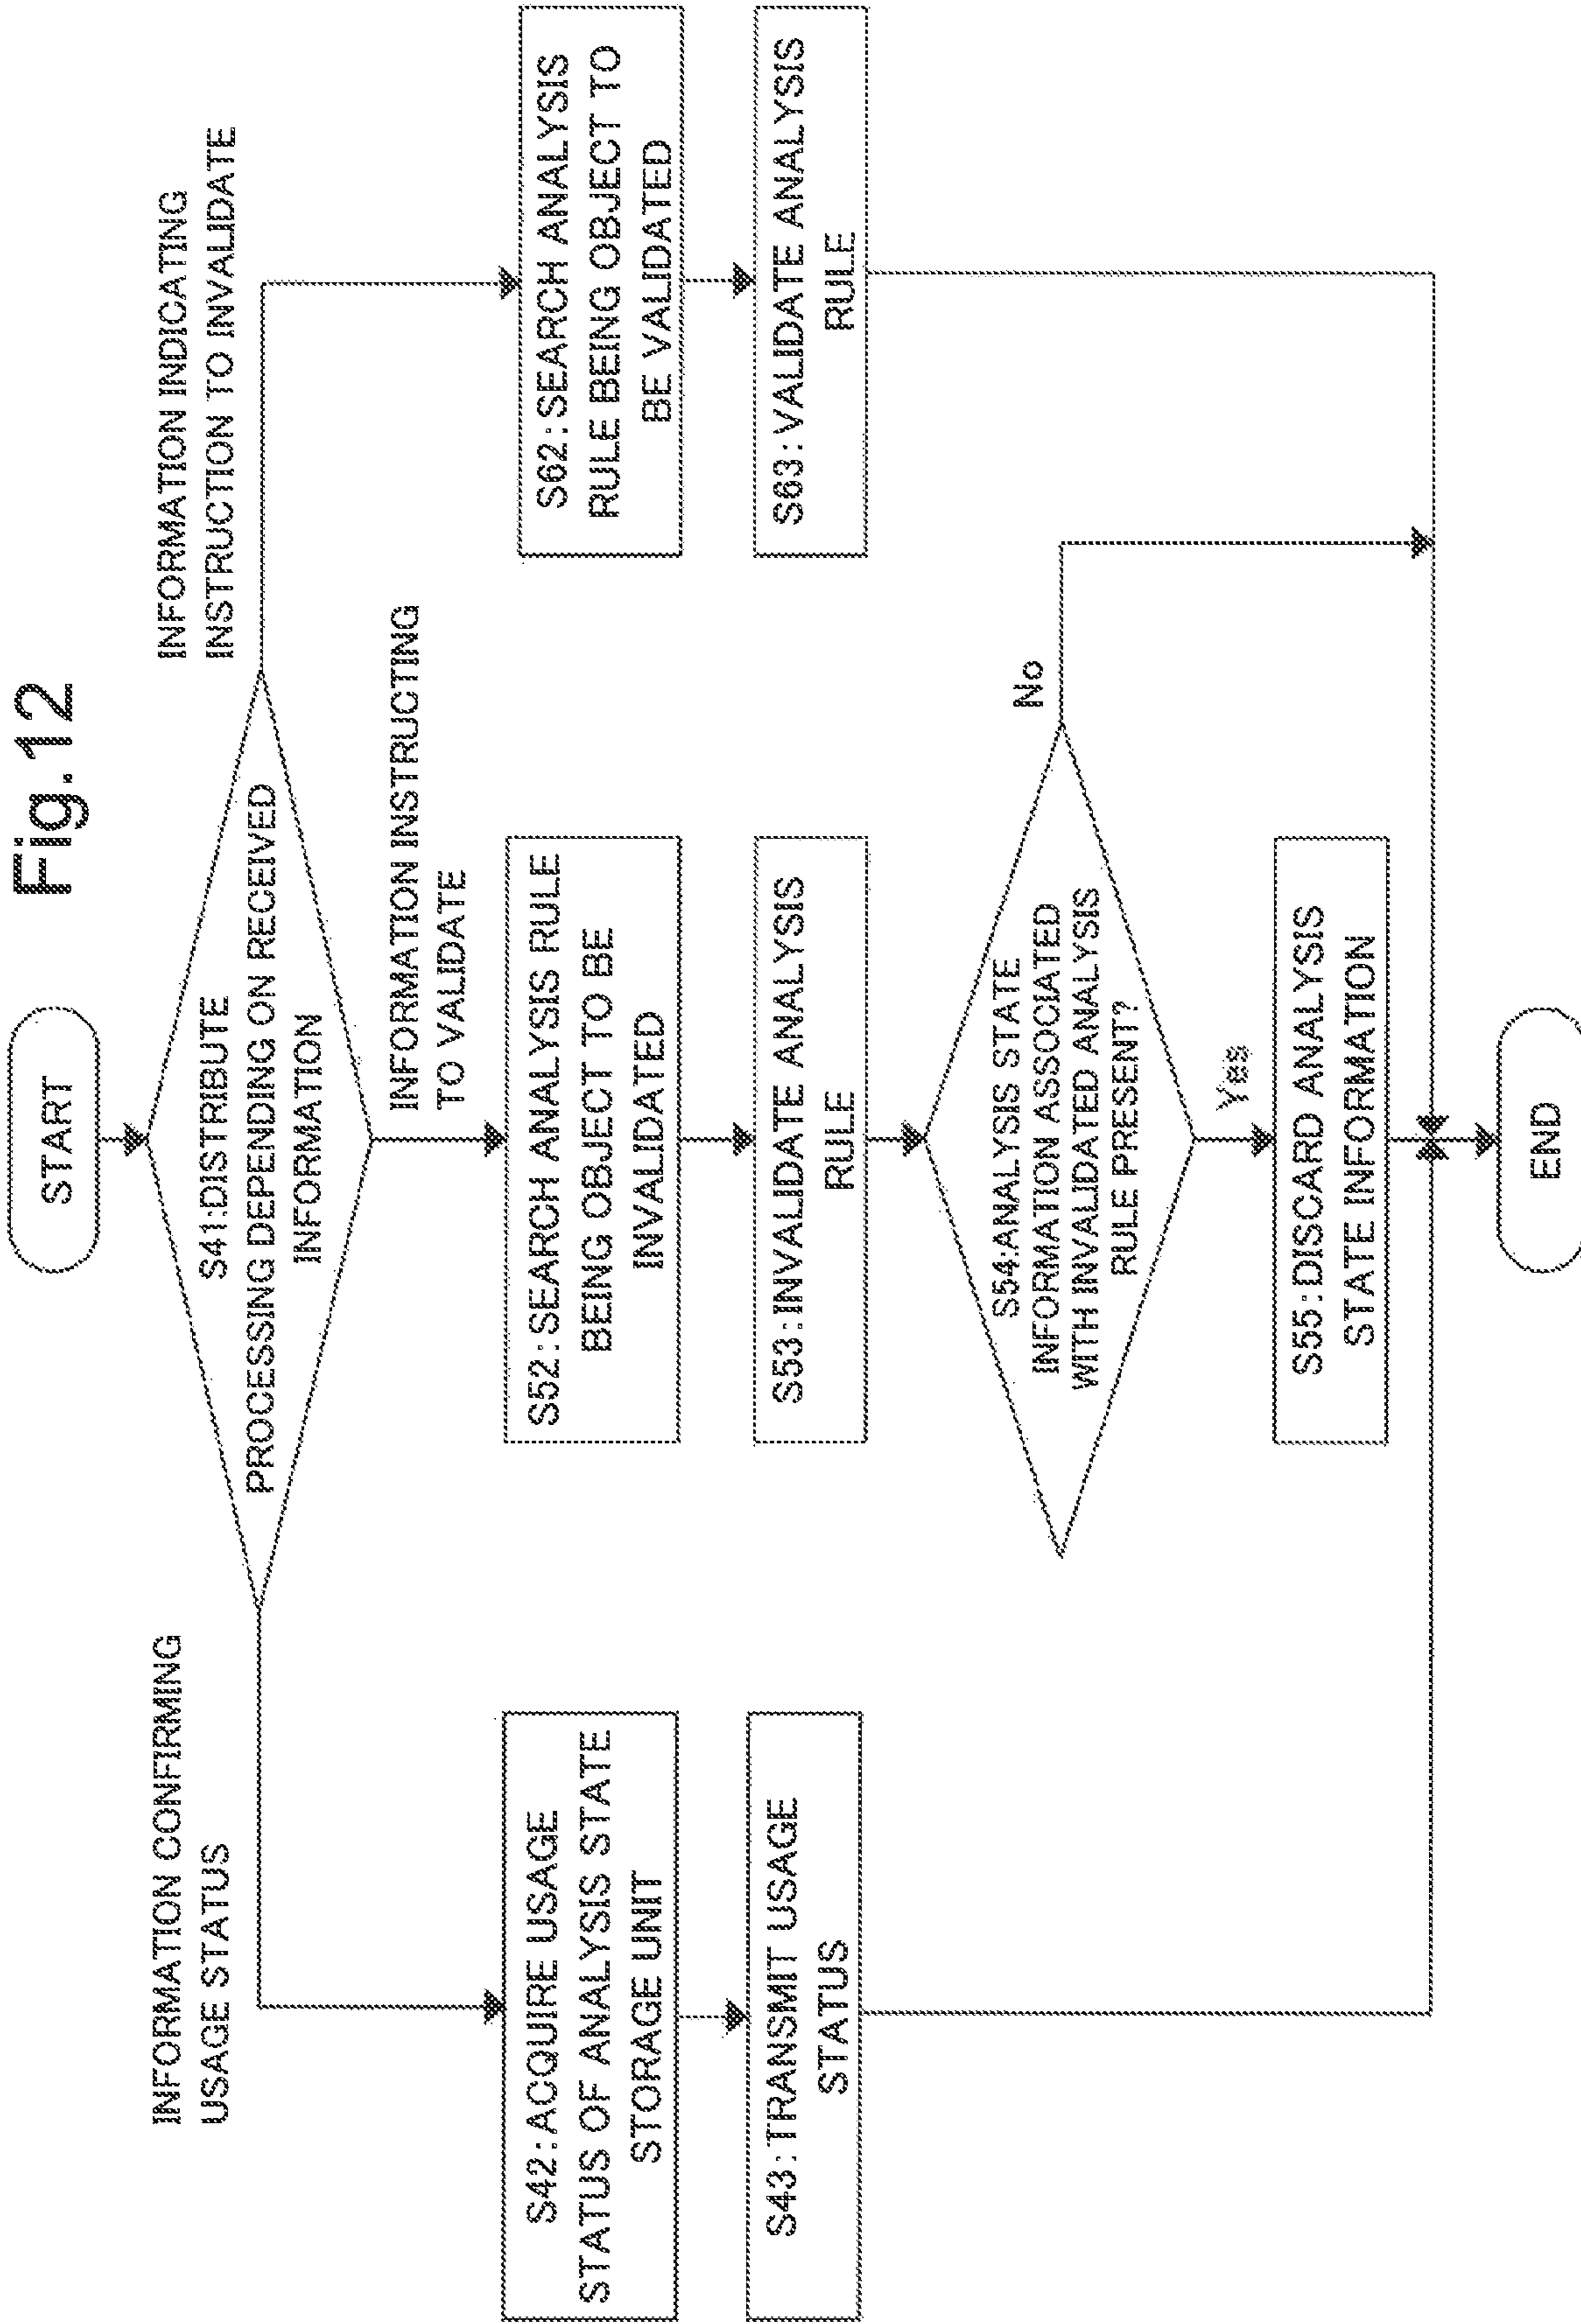 Fig.12
START
S41:DISTRIBUTE
PROCESSING DEPENDING ON RECEIVED
INFORMATION
INFORMATION CONFIRMING
USAGE STATUS
INFORMATION INSTRUCTING
TO VALIDATE
INFORMATION INDICATING
INSTRUCTION TO INVALIDATE
S42:ACQUIRE USAGE
STATUS OF ANALYSIS STATE
STORAGE UNIT
S43:TRANSMIT USAGE
STATUS
S52:SEARCH ANALYSIS RULE
BEING OBJECT TO BE
INVALIDATED
S53:INVALIDATE ANALYSIS
RULE
S54:ANALYSIS STATE
INFORMATION ASSOCIATED
WITH INVALIDATED ANALYSIS
RULE PRESENT?
No
Yes
S55:DISCARD ANALYSIS
STATE INFORMATION
S62:SEARCH ANALYSIS
RULE BEING OBJECT TO
BE VALIDATED
S63:VALIDATE ANALYSIS
RULE
END